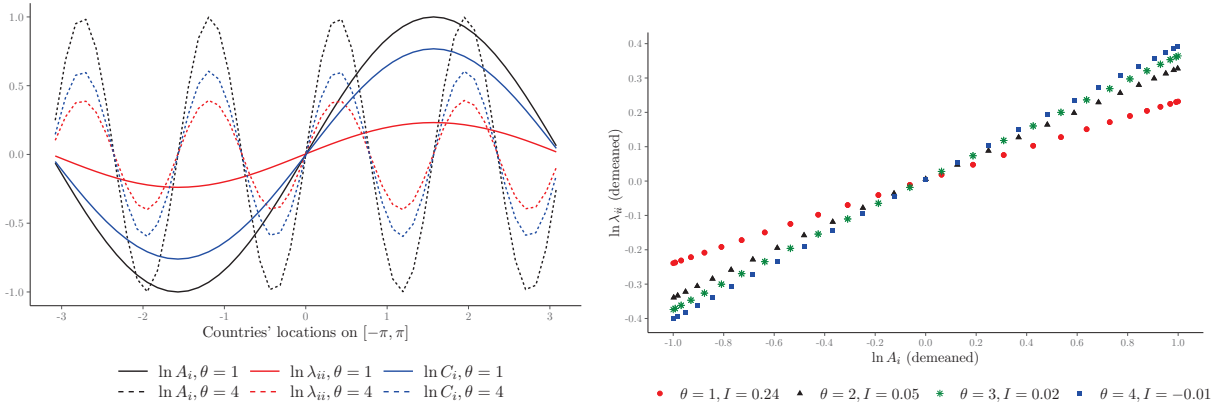 1.0
0.5
0.0
-0.5
-1.0
-3 -2 -1 0 1 2 3
Countries' locations on [−π, π]
ln A_i, θ = 1 ln λ_ii, θ = 1 ln C_i, θ = 1
ln A_i, θ = 4 ln λ_ii, θ = 4 ln C_i, θ = 4
0.4
0.3
0.2
0.1
0.0
-0.1
-0.2
-0.3
-0.4
ln λ_ii (demeaned)
-1.0 -0.8 -0.6 -0.4 -0.2 0.0 0.2 0.4 0.6 0.8 1.0
ln A_i (demeaned)
θ = 1, I = 0.24 θ = 2, I = 0.05 θ = 3, I = 0.02 θ = 4, I = −0.01